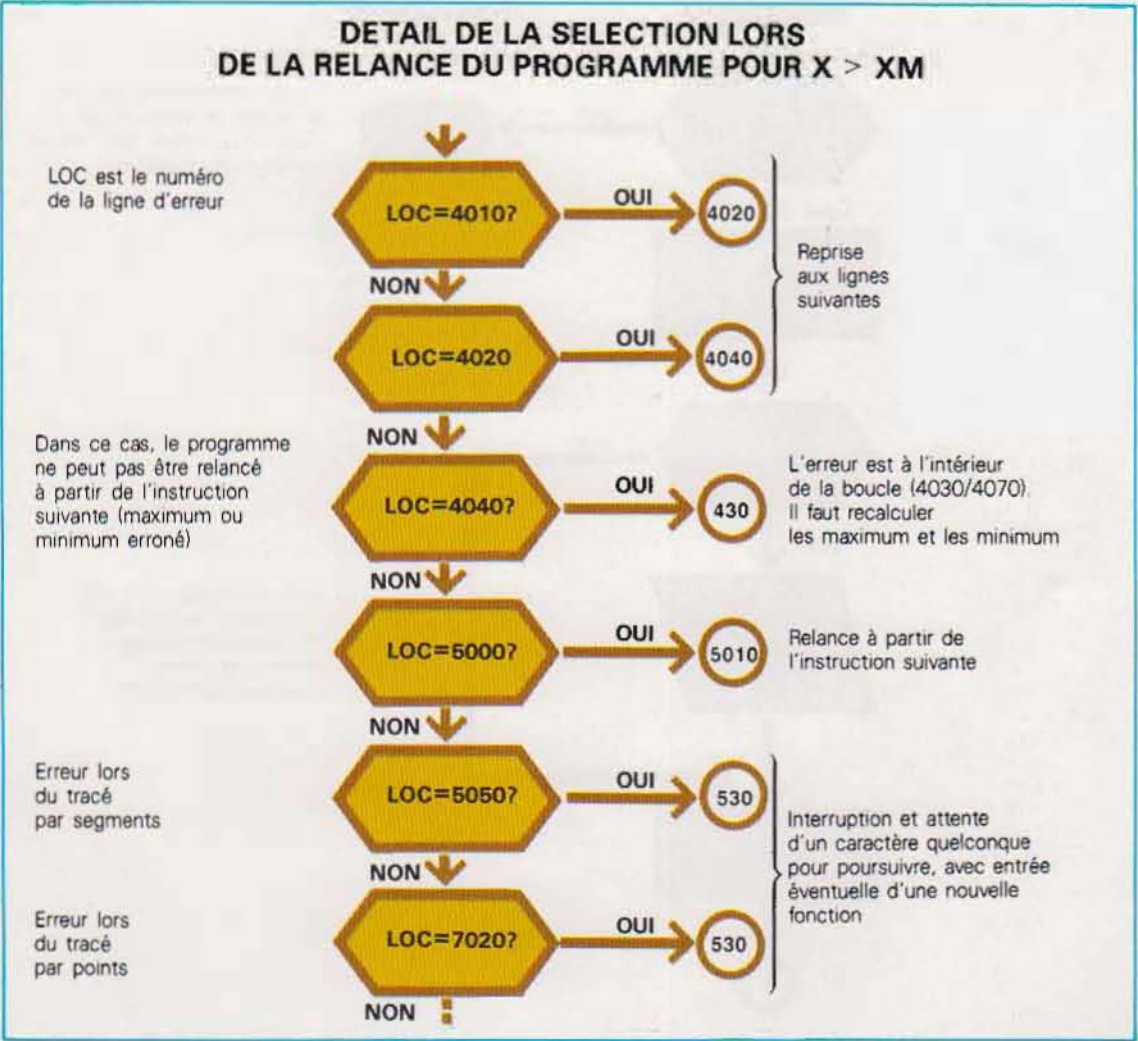 DETAIL DE LA SELECTION LORS
DE LA RELANCE DU PROGRAMME POUR X > XM
LOC est le numéro
de la ligne d'erreur
LOC=4010?
OUI
4020
NON
Reprise
aux lignes
suivantes
LOC=4020
OUI
4040
NON
Dans ce cas, le programme
ne peut pas être relancé
à partir de l'instruction
suivante (maximum ou
minimum erroné)
LOC=4040?
OUI
430
L'erreur est à l'intérieur
de la boucle (4030/4070).
Il faut recalculer
les maximum et les minimum
NON
LOC=5000?
OUI
5010
Relance à partir de
l'instruction suivante
NON
Erreur lors
du tracé
par segments
LOC=5050?
OUI
530
Interruption et attente
d'un caractère quelconque
pour poursuivre, avec entrée
éventuelle d'une nouvelle
fonction
NON
Erreur lors
du tracé
par points
LOC=7020?
OUI
530
NON